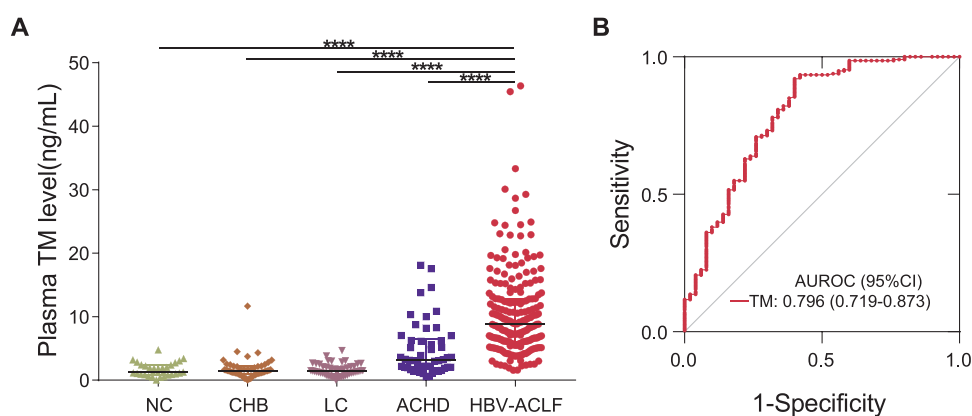 A
B
****
****
****
****
Plasma TM level(ng/mL)
50
40
30
20
10
0
NC CHB LC ACHD HBV-ACLF
Sensitivity
1.0
0.5
0.0
AUROC (95%CI)
TM: 0.796 (0.719-0.873)
0.0 0.5 1.0
1-Specificity